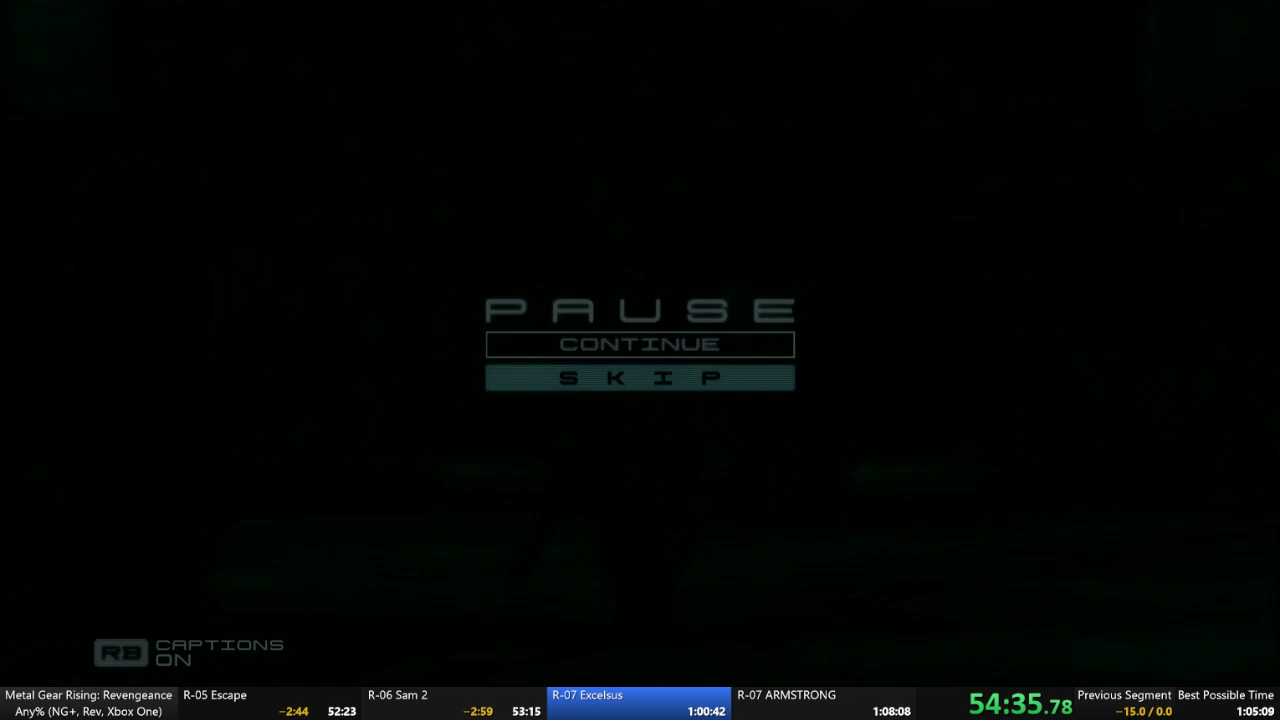 PAUSE
CONTINUE
SKIP
RB CAPTIONS
ON
Metal Gear Rising: Revengeance
Any% (NG+, Rev, Xbox One)
R-05 Escape
−2:44 52:23
R-06 Sam 2
−2:59 53:15
R-07 Excelsus
1:00:42
R-07 ARMSTRONG
1:08:08
54:35.78
Previous Segment
−15.0 / 0.0
Best Possible Time
1:05:09